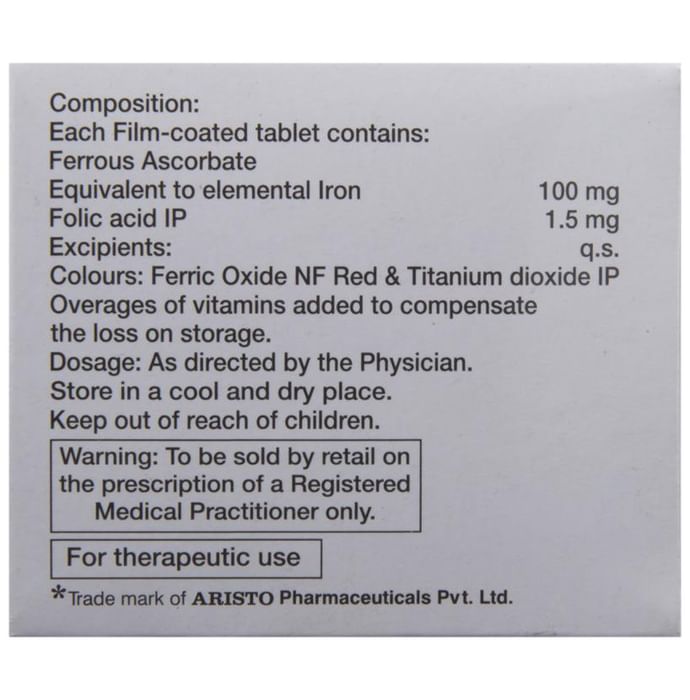 Composition:
Each Film-coated tablet contains:
Ferrous Ascorbate
Equivalent to elemental Iron 100 mg
Folic acid IP 1.5 mg
Excipients: q.s.
Colours: Ferric Oxide NF Red & Titanium dioxide IP
Overages of vitamins added to compensate
the loss on storage.
Dosage: As directed by the Physician.
Store in a cool and dry place.
Keep out of reach of children.
Warning: To be sold by retail on
the prescription of a Registered
Medical Practitioner only.
For therapeutic use
*Trade mark of ARISTO Pharmaceuticals Pvt. Ltd.